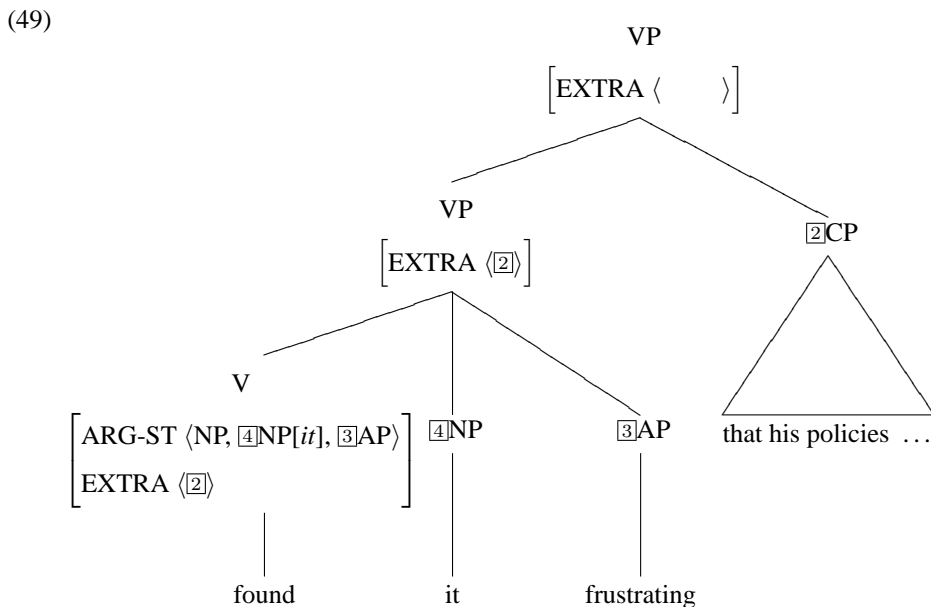 (49)
VP
[EXTRA ⟨ ⟩]
VP
[EXTRA ⟨2⟩]
2CP
V
[ARG-ST ⟨NP, 4NP[it], 3AP⟩
EXTRA ⟨2⟩]
4NP
3AP
that his policies ...
found it frustrating